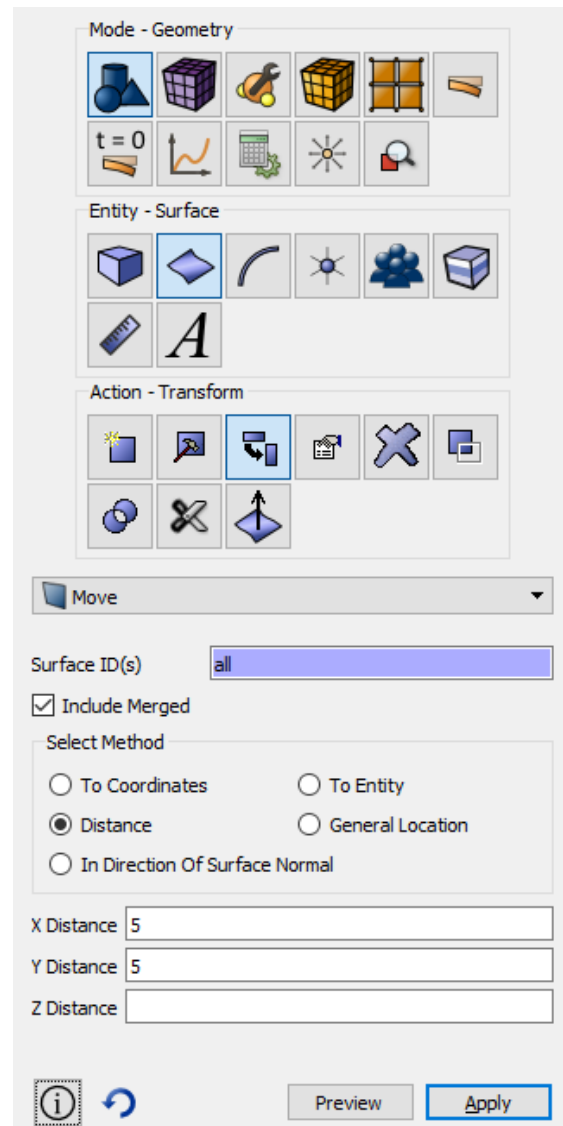 Mode - Geometry
t = 0
Entity - Surface
A
Action - Transform
Move
Surface ID(s) all
Include Merged
Select Method
To Coordinates To Entity
Distance General Location
In Direction Of Surface Normal
X Distance 5
Y Distance 5
Z Distance
i Preview Apply